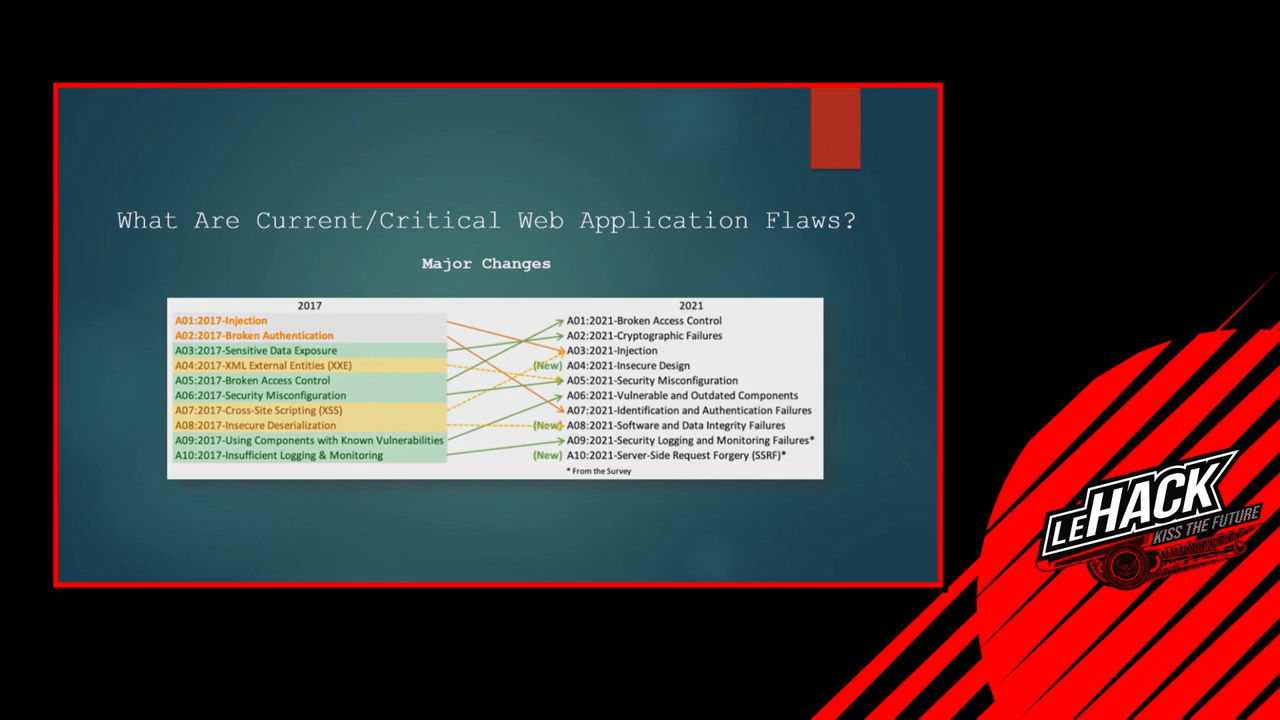 What Are Current/Critical Web Application Flaws?
Major Changes
2017
A01:2017-Injection
A02:2017-Broken Authentication
A03:2017-Sensitive Data Exposure
A04:2017-XML External Entities (XXE)
A05:2017-Broken Access Control
A06:2017-Security Misconfiguration
A07:2017-Cross-Site Scripting (XSS)
A08:2017-Insecure Deserialization
A09:2017-Using Components with Known Vulnerabilities
A10:2017-Insufficient Logging & Monitoring
2021
A01:2021-Broken Access Control
A02:2021-Cryptographic Failures
A03:2021-Injection
(New) A04:2021-Insecure Design
A05:2021-Security Misconfiguration
A06:2021-Vulnerable and Outdated Components
A07:2021-Identification and Authentication Failures
(New) A08:2021-Software and Data Integrity Failures
A09:2021-Security Logging and Monitoring Failures*
(New) A10:2021-Server-Side Request Forgery (SSRF)*
* From the Survey
LEHACK
KISS THE FUTURE